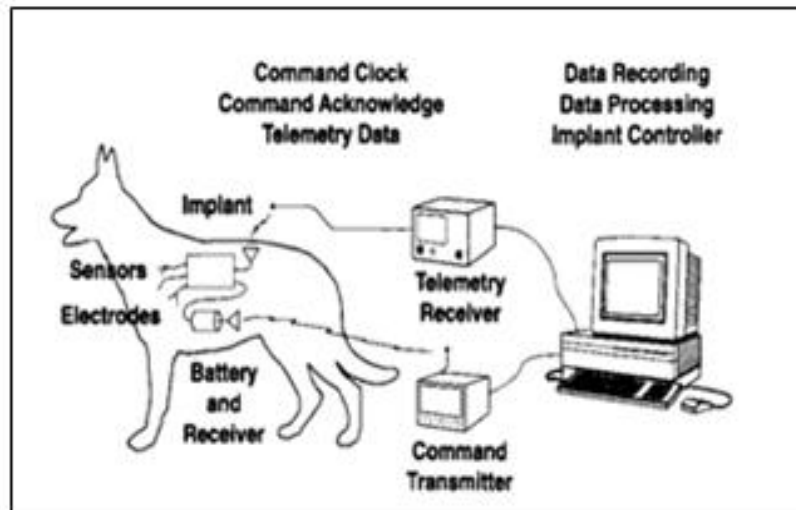 Command Clock
Command Acknowledge
Telemetry Data
Data Recording
Data Processing
Implant Controller
Implant
Sensors
Electrodes
Battery
and
Receiver
Telemetry
Receiver
Command
Transmitter